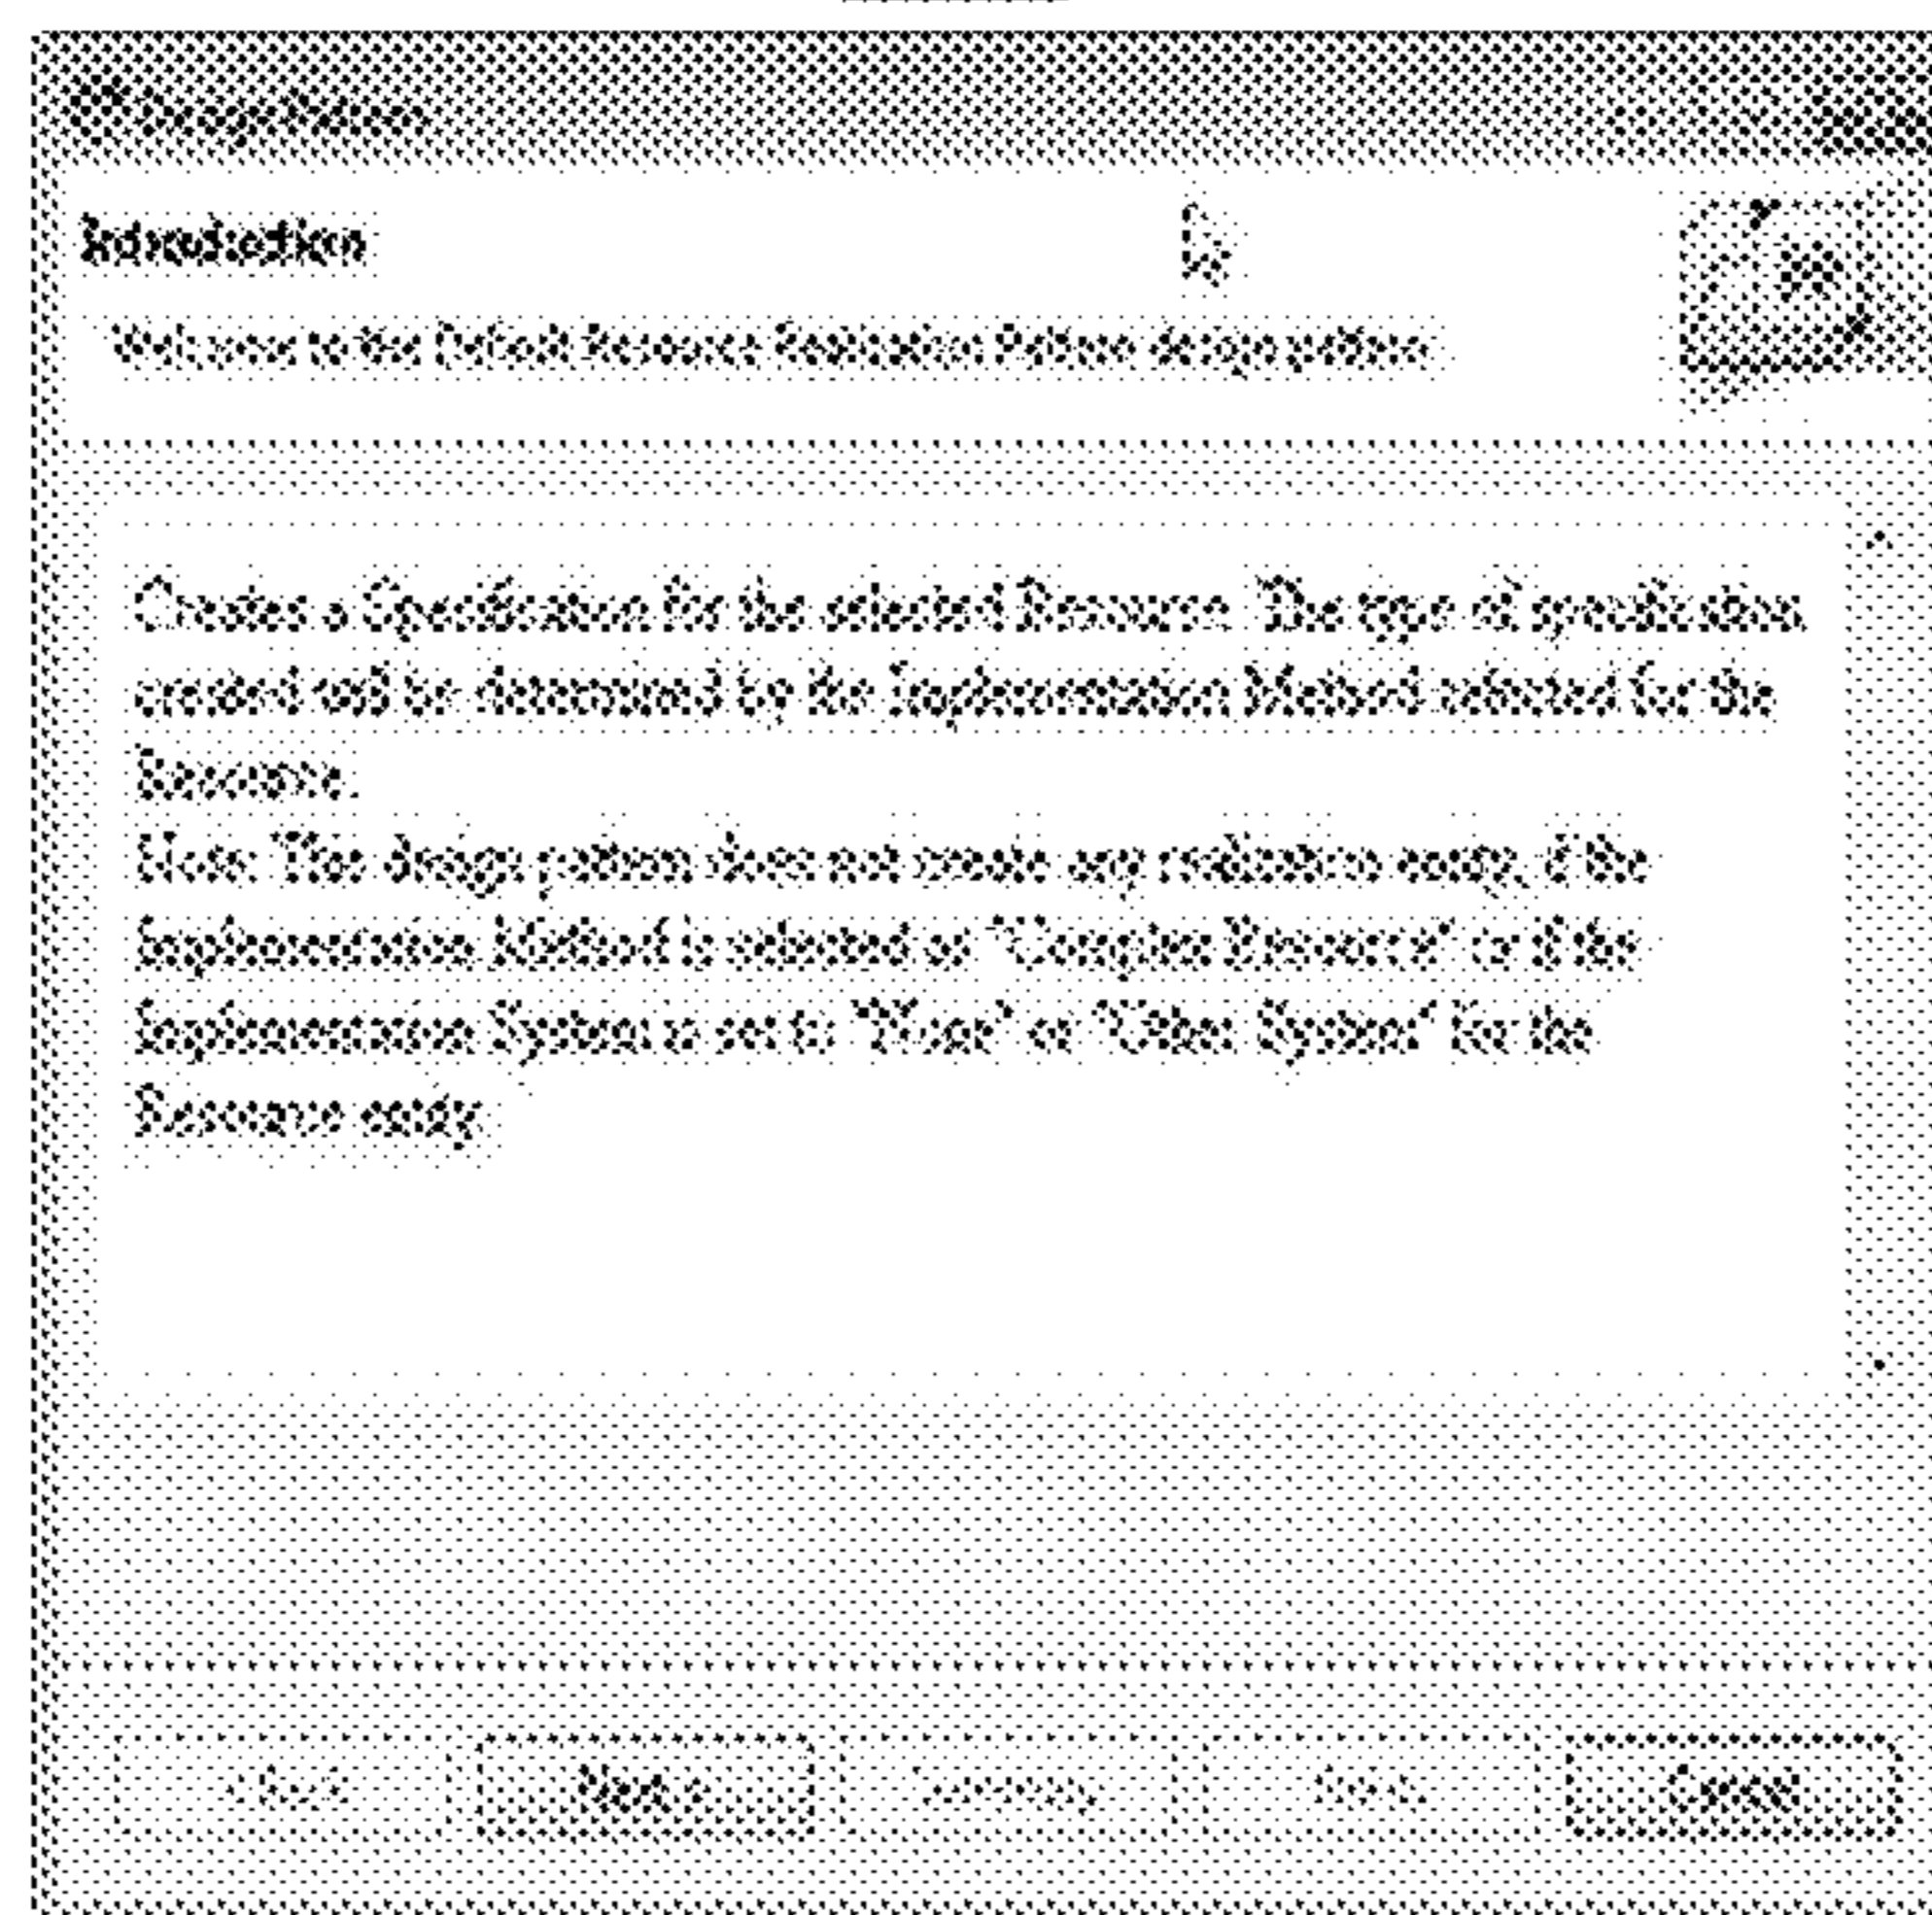 Design Pattern
Introduction
Welcome to the Default Resource Realization Pattern design pattern
Creates a Specification for the selected Resource. The type of specification
created will be determined by the Implementation Method selected for the
Resource.
Note: This design pattern does not create any realization entity, if the
Implementation Method is selected as "Complex Resource" or if the
Implementation System is set to or "Other System" for the
Resource entity.
Next >
Cancel